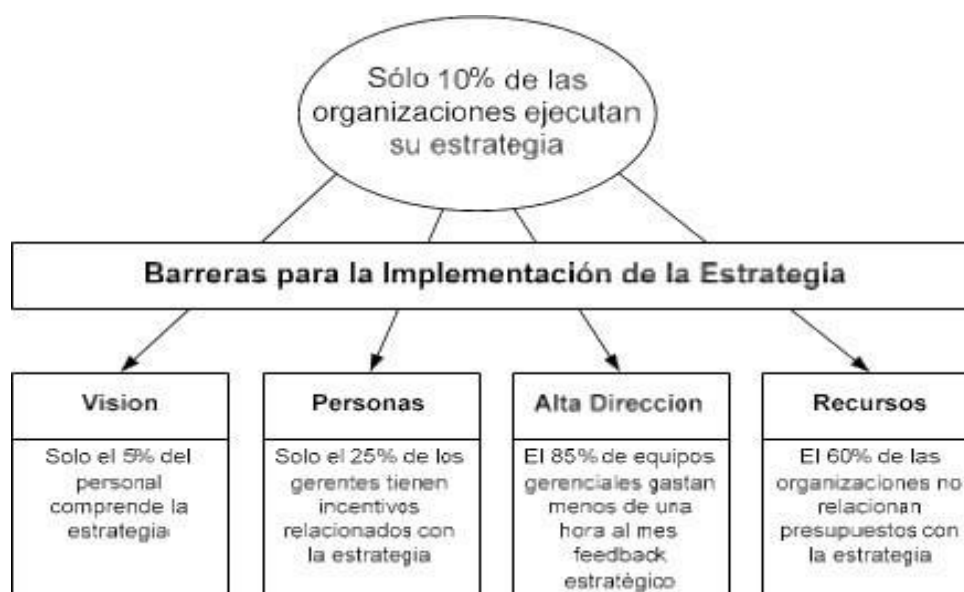 Sólo 10% de las
organizaciones ejecutan
su estrategia
Barreras para la Implementación de la Estrategia
Vision
Solo el 5% del
personal
comprende la
estrategia
Personas
Solo el 25% de los
gerentes tienen
incentivos
relacionados con
la estrategia
Alta Direccion
El 85% de equipos
gerenciales gastan
menos de una
hora al mes
feedback
estratégico
Recursos
El 60% de las
organizaciones no
relacionan
presupuestos con
la estrategia